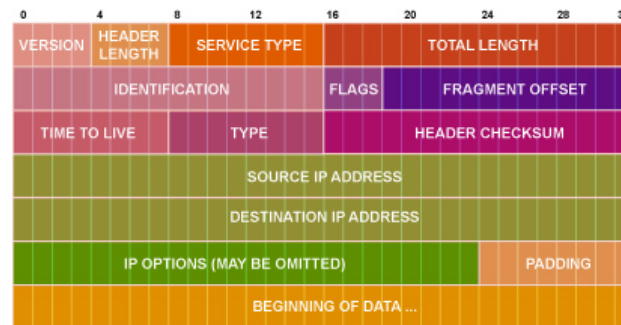 0 4 8 12 16 20 24 28
VERSION HEADER LENGTH SERVICE TYPE TOTAL LENGTH
IDENTIFICATION FLAGS FRAGMENT OFFSET
TIME TO LIVE TYPE HEADER CHECKSUM
SOURCE IP ADDRESS
DESTINATION IP ADDRESS
IP OPTIONS (MAY BE OMITTED) PADDING
BEGINNING OF DATA ...